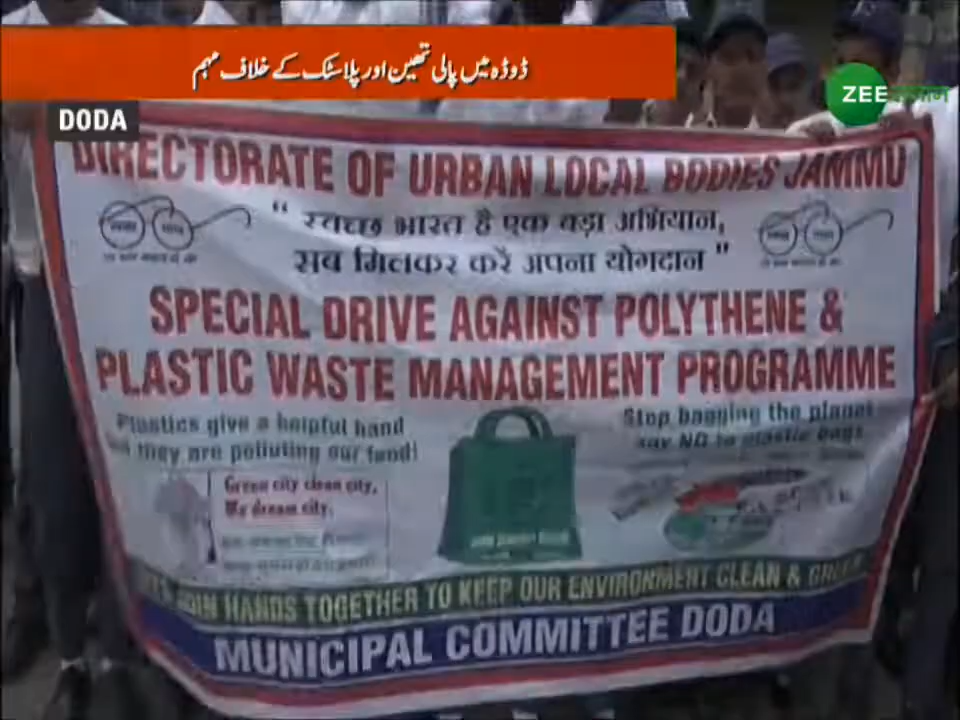 ڈوڈہ میں پالی تھین اور پلاسٹک کے خلاف مہم
ZEE सलाम
DODA
DIRECTORATE OF URBAN LOCAL BODIES JAMMU
" स्वच्छ भारत है एक बड़ा अभियान,
सब मिलकर करें अपना योगदान "
SPECIAL DRIVE AGAINST POLYTHENE &
PLASTIC WASTE MANAGEMENT PROGRAMME
Plastics give a helpful hand
they are polluting our land!
Stop bagging the planet
say NO to plastic bags
Green city clean city,
My dream city.
JOIN HANDS TOGETHER TO KEEP OUR ENVIRONMENT CLEAN & GREEN
MUNICIPAL COMMITTEE DODA